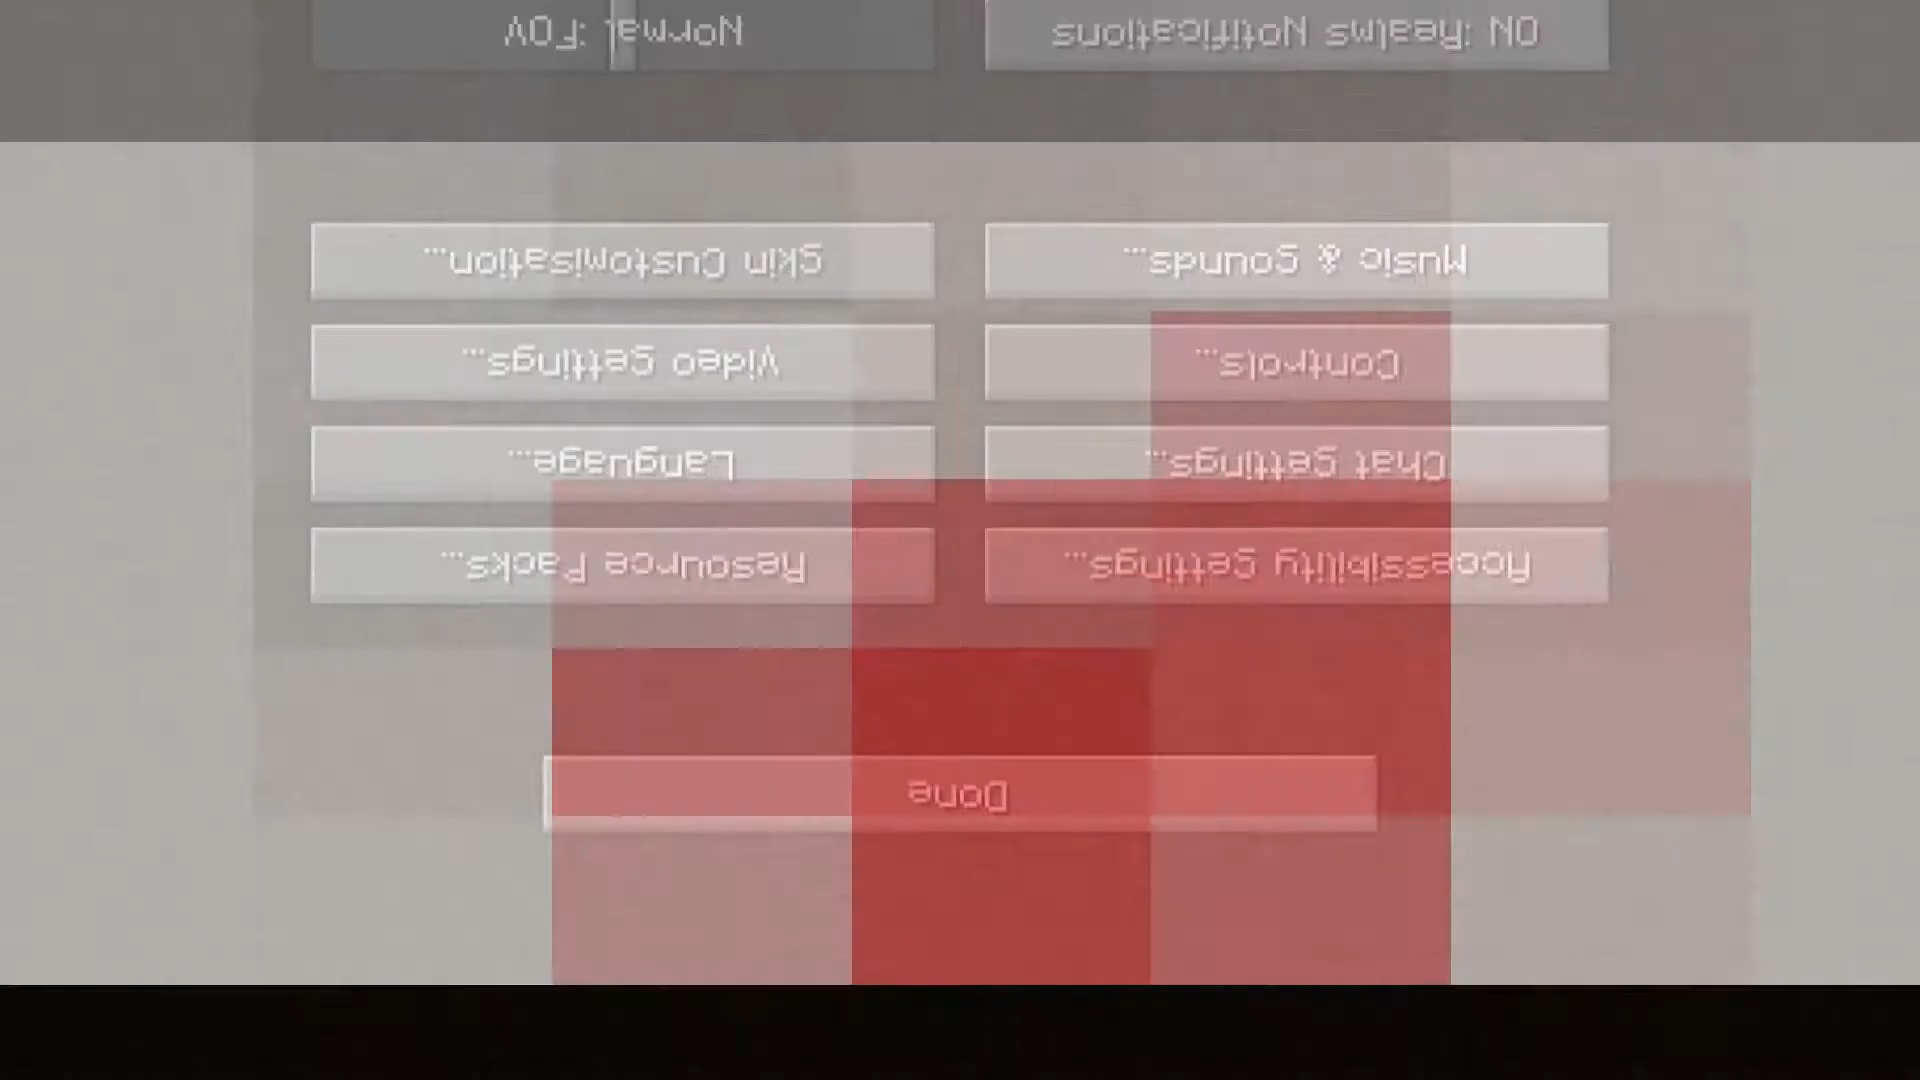 Normal: FOV
ON :Realms Notifications
Skin Customisation...
Music & Sounds...
Video Settings...
Controls...
Language...
Chat Settings...
Resource Packs...
Accessibility Settings...
Done